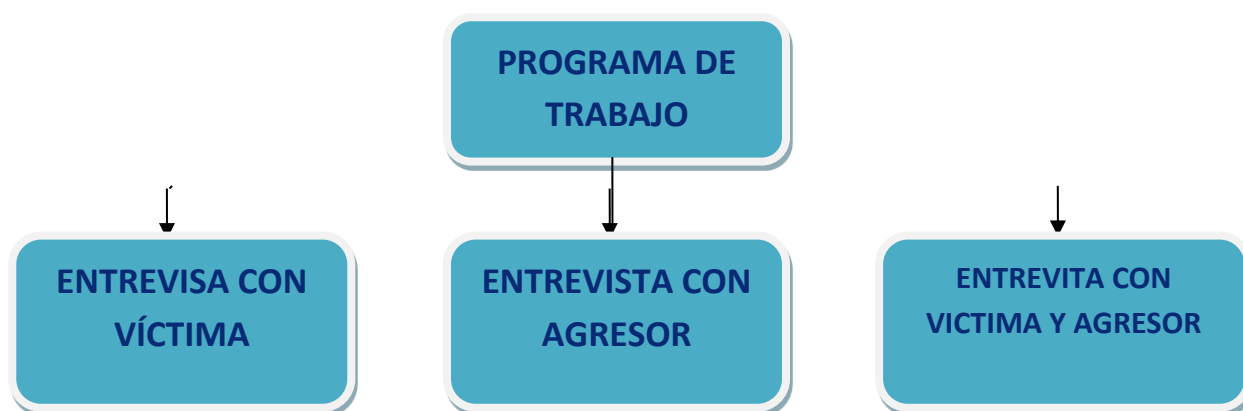 PROGRAMA DE
TRABAJO
ENTREVISA CON
VÍCTIMA
ENTREVISTA CON
AGRESOR
ENTREVITA CON
VICTIMA Y AGRESOR